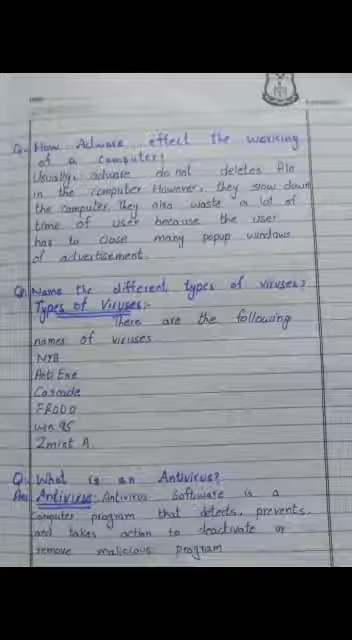 Q: How Adware effect the working
of a computer?
Usually, adware do not deletes file
in the computer However, they slow down
the computer. They also waste a lot of
time of user because the user
has to close many popup windows
of advertisement.
Q: Name the different types of viruses?
Types of Viruses:-
There are the following
names of viruses
NYB
Anti Exe
Cascade
FRODO
win 95
Zmist A.
Q: What is an Antivirus?
Ans Antivirus: Antivirus Software is a
computer program that detects, prevents,
and takes action to deactivate or
remove malicious program